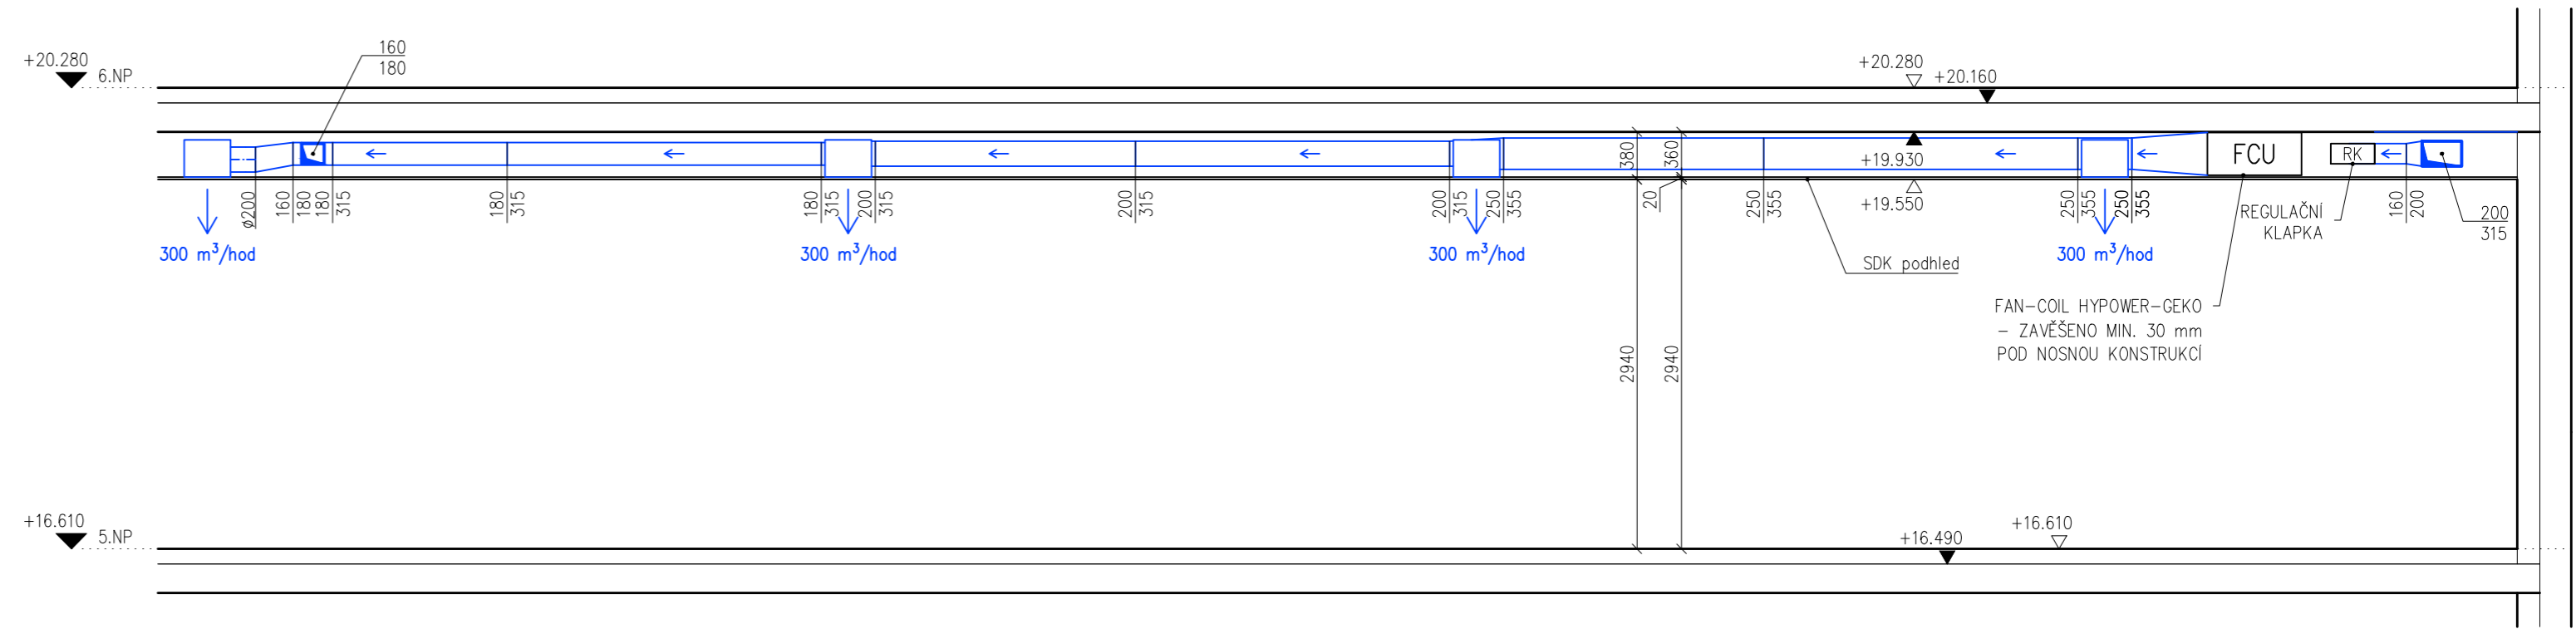 160
180
+20.280
6.NP
+20.280
+20.160
FCU
RK
380
360
+19.930
ø200
160
180
180
315
180
315
180
315
200
315
200
315
200
315
250
355
20
250
355
+19.550
250
355
250
355
REGULAČNÍ
KLAPKA
160
200
200
315
300 m³/hod
300 m³/hod
300 m³/hod
300 m³/hod
SDK podhled
FAN-COIL HYPOWER-GEKO
- ZAVĚŠENO MIN. 30 mm
POD NOSNOU KONSTRUKCÍ
2940
2940
+16.610
5.NP
+16.490
+16.610